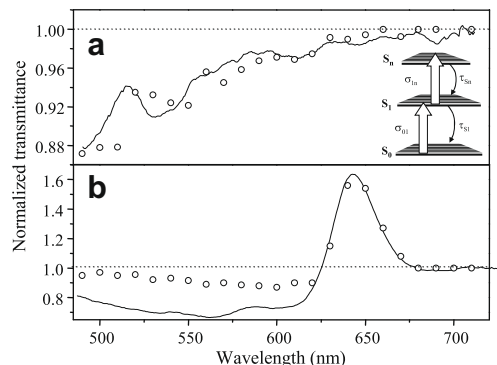 Normalized transmittance
a
1.00
0.96
0.92
0.88
Sₙ
σ₁ₙ
τSₙ
S₁
σ₀₁
τS₁
S₀
b
1.6
1.4
1.2
1.0
0.8
500 550 600 650 700
Wavelength (nm)